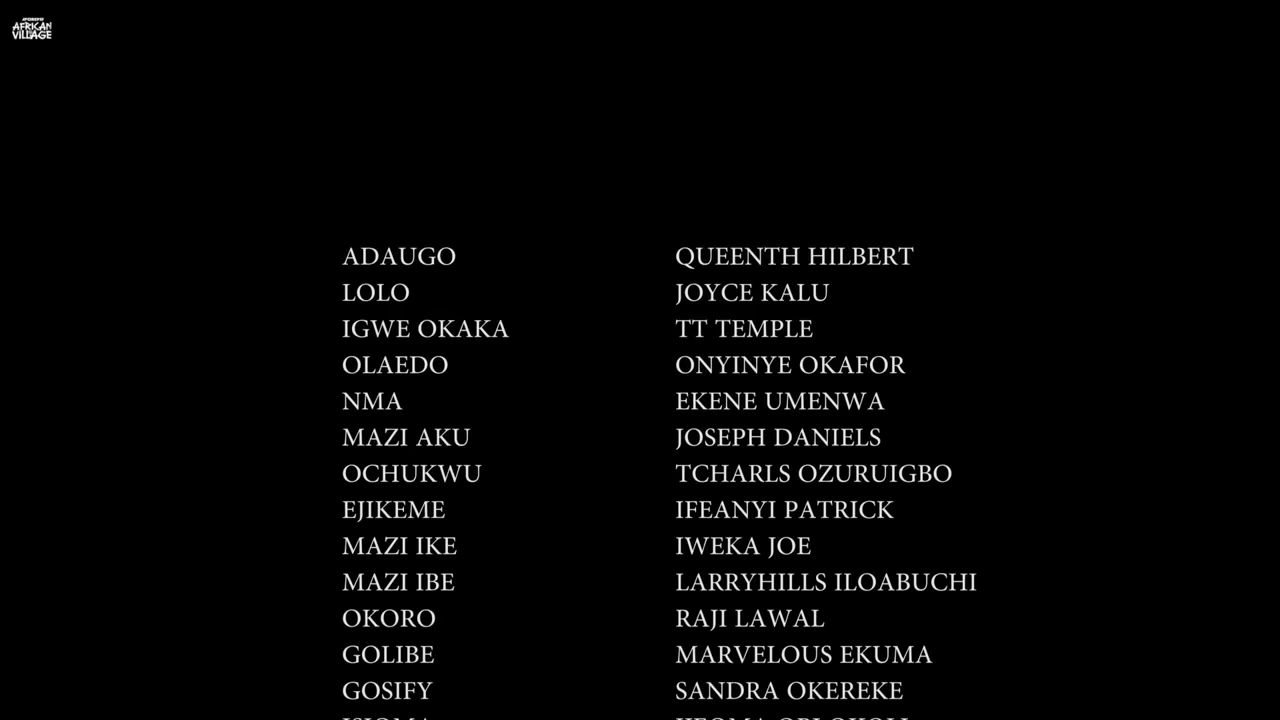 AFRICAN
VILLAGE
ADAUGO QUEENTH HILBERT
LOLO JOYCE KALU
IGWE OKAKA TT TEMPLE
OLAEDO ONYINYE OKAFOR
NMA EKENE UMENWA
MAZI AKU JOSEPH DANIELS
OCHUKWU TCHARLS OZURUIGBO
EJIKEME IFEANYI PATRICK
MAZI IKE IWEKA JOE
MAZI IBE LARRYHILLS ILOABUCHI
OKORO RAJI LAWAL
GOLIBE MARVELOUS EKUMA
GOSIFY SANDRA OKEREKE